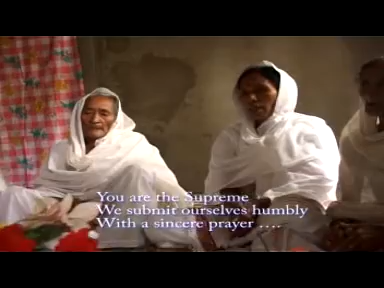 You are the Supreme
We submit ourselves humbly
With a sincere prayer ....